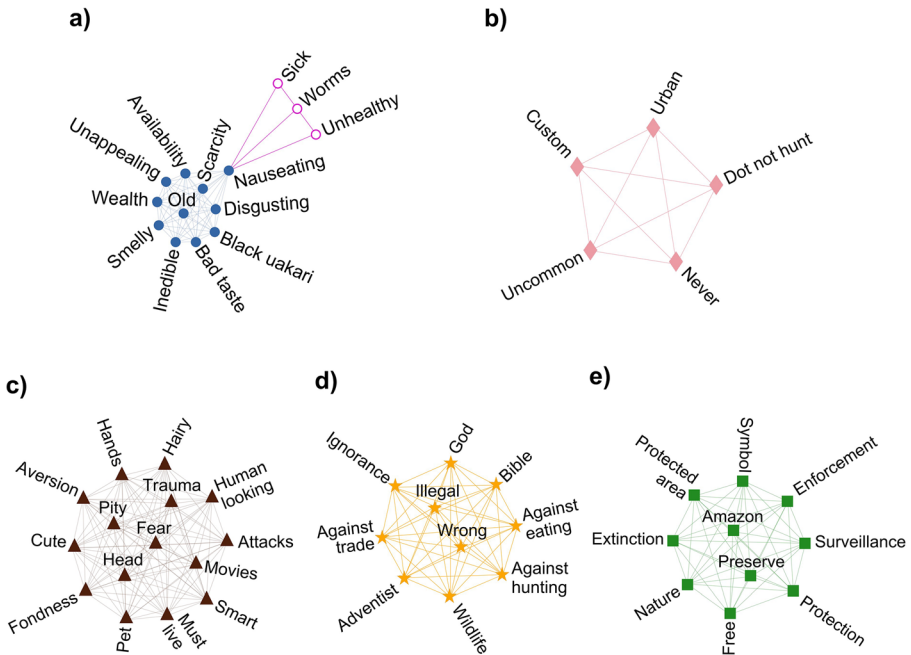 a)
Sick
Worms
Unhealthy
Availability
Scarcity
Unappealing
Nauseating
Wealth
Old
Disgusting
Smelly
Black uakari
Inedible
Bad taste
b)
Urban
Custom
Dot not hunt
Uncommon
Never
c)
Hands
Hairy
Aversion
Trauma
Human
looking
Pity
Fear
Cute
Attacks
Head
Movies
Fondness
Smart
Pet
Must
live
d)
God
Ignorance
Bible
Illegal
Against
trade
Wrong
Against
eating
Against
hunting
Adventist
Wildlife
e)
Symbol
Protected
area
Enforcement
Amazon
Extinction
Surveillance
Preserve
Nature
Protection
Free